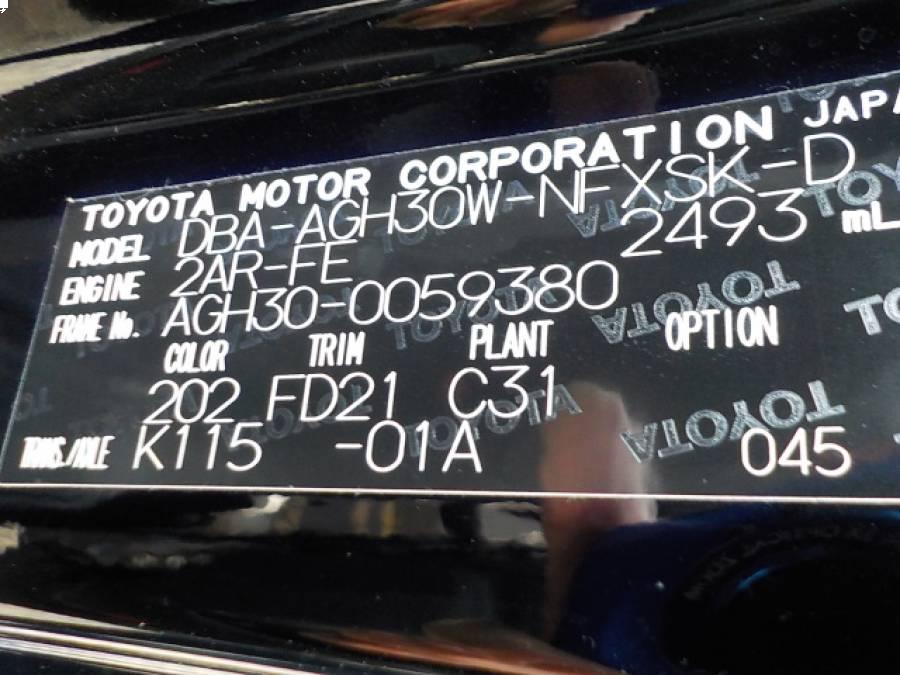 TOYOTA MOTOR CORPORATION JAPA
MODEL DBA-AGH30W-NFXSK-D
ENGINE 2AR-FE 2493 mL
FRAME No. AGH30-0059380
COLOR TRIM PLANT OPTION
202 FD21 C31
TRANS./AXLE K115 -01A 045